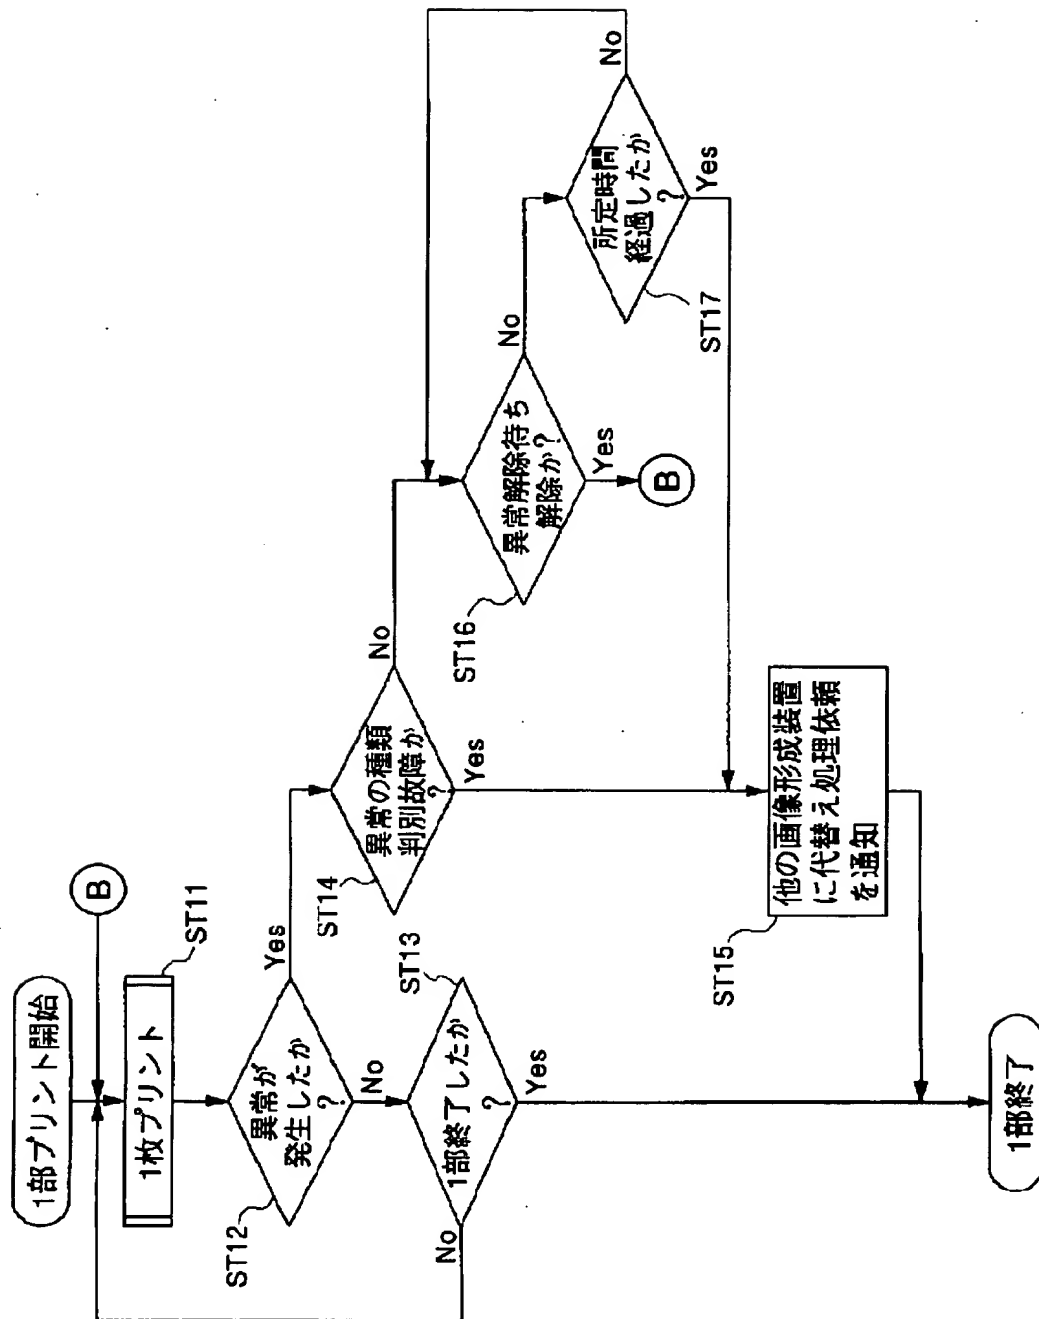 1部プリント開始
B
1枚プリント
ST11
異常が
発生したか
?
ST12
Yes
No
1部終了したか
?
ST13
No
Yes
異常の種類
判別故障か
?
ST14
No
Yes
異常解除待ち
解除か?
ST16
No
Yes
B
所定時間
経過したか
?
ST17
No
Yes
他の画像形成装置
に代替え処理依頼
を通知
ST15
1部終了